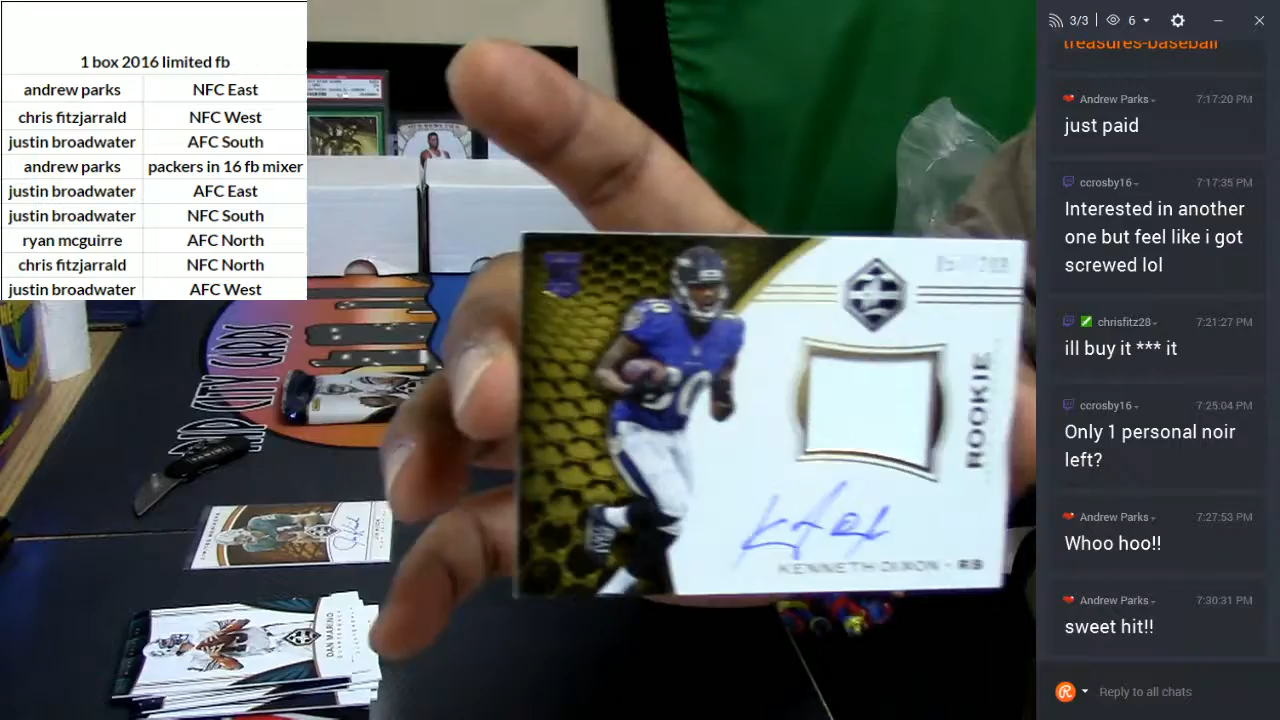 1 box 2016 limited fb
andrew parks NFC East
chris fitzjarrald NFC West
justin broadwater AFC South
andrew parks packers in 16 fb mixer
justin broadwater AFC East
justin broadwater NFC South
ryan mcguirre AFC North
chris fitzjarrald NFC North
justin broadwater AFC West
RIP CITY CARDS
ROOKIE
KENNETH DIXON - RB
DAN MARINO
QUARTERBACK
3/3 6
treasures-baseball
Andrew Parks 7:17:20 PM
just paid
ccrosby16 7:17:35 PM
Interested in another
one but feel like i got
screwed lol
chrisfitz28 7:21:27 PM
ill buy it *** it
ccrosby16 7:25:04 PM
Only 1 personal noir
left?
Andrew Parks 7:27:53 PM
Whoo hoo!!
Andrew Parks 7:30:31 PM
sweet hit!!
Reply to all chats